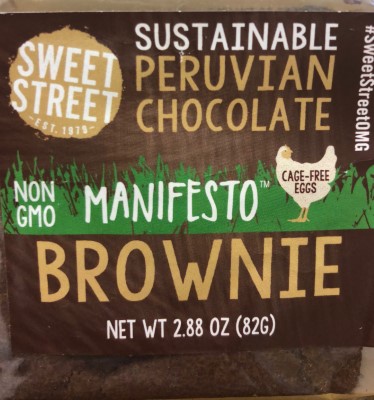 SWEET
STREET
-EST. 1979-
SUSTAINABLE
PERUVIAN
CHOCOLATE
#SweetStreetOMG
NON
GMO
MANIFESTO™
CAGE-FREE
EGGS
BROWNIE
NET WT 2.88 OZ (82G)